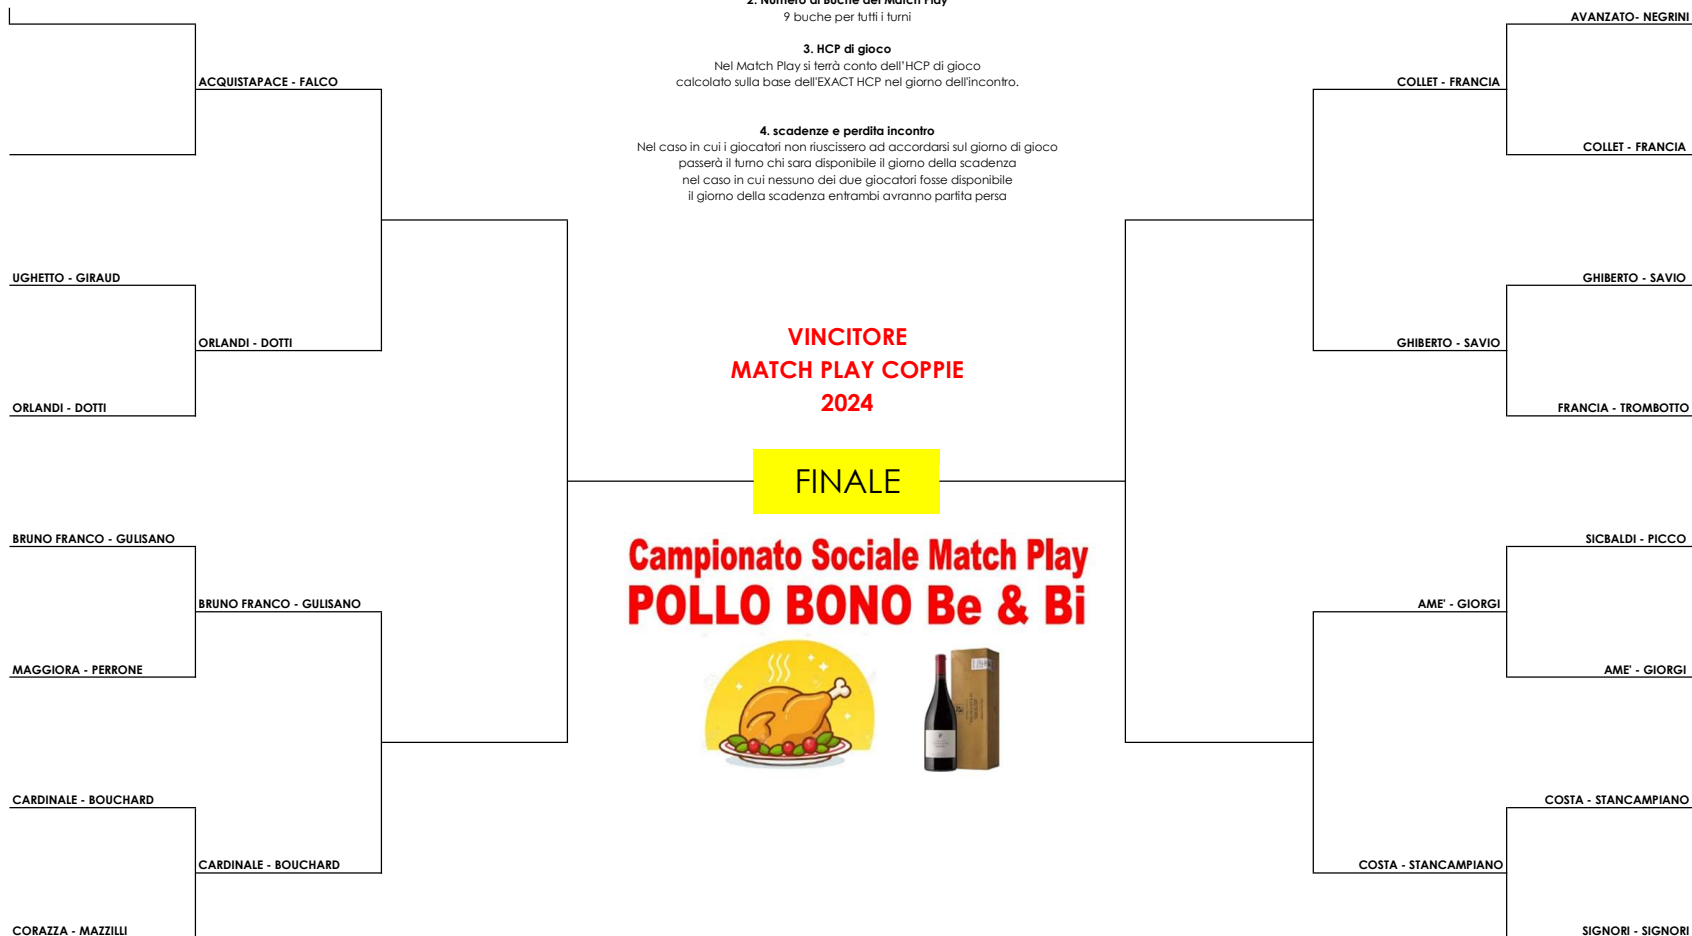 2. Numero di Buche del Match Play
9 buche per tutti i turni
3. HCP di gioco
Nel Match Play si terrà conto dell'HCP di gioco
calcolato sulla base dell'EXACT HCP nel giorno dell'incontro.
4. scadenze e perdita incontro
Nel caso in cui i giocatori non riuscissero ad accordarsi sul giorno di gioco
passerà il turno chi sara disponibile il giorno della scadenza
nel caso in cui nessuno dei due giocatori fosse disponibile
il giorno della scadenza entrambi avranno partita persa
ACQUISTAPACE - FALCO
UGHETTO - GIRAUD
ORLANDI - DOTTI
ORLANDI - DOTTI
BRUNO FRANCO - GULISANO
BRUNO FRANCO - GULISANO
MAGGIORA - PERRONE
CARDINALE - BOUCHARD
CARDINALE - BOUCHARD
CORAZZA - MAZZILLI
VINCITORE
MATCH PLAY COPPIE
2024
FINALE
Campionato Sociale Match Play
POLLO BONO Be & Bi
AVANZATO- NEGRINI
COLLET - FRANCIA
COLLET - FRANCIA
GHIBERTO - SAVIO
GHIBERTO - SAVIO
FRANCIA - TROMBOTTO
SICBALDI - PICCO
AME' - GIORGI
AME' - GIORGI
COSTA - STANCAMPIANO
COSTA - STANCAMPIANO
SIGNORI - SIGNORI